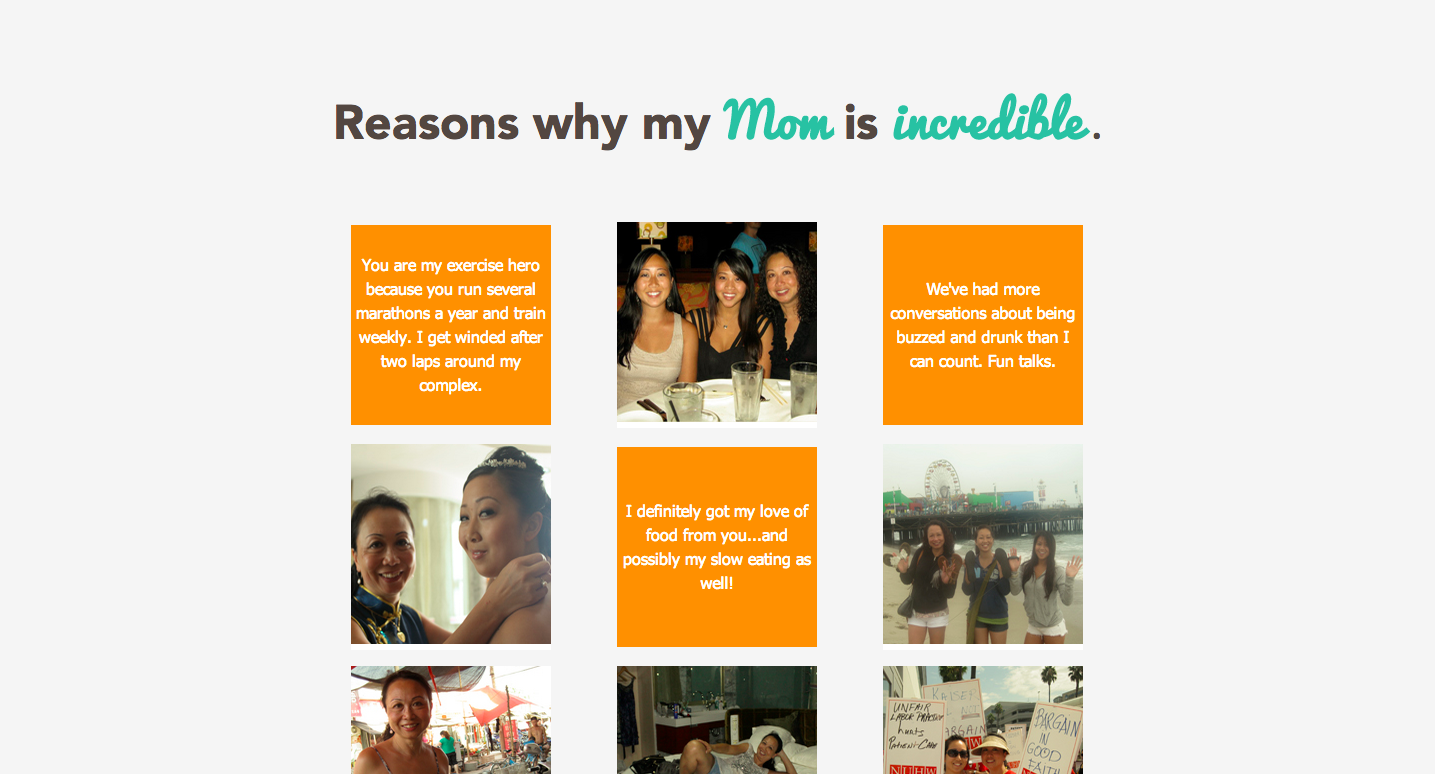 Reasons why my Mom is incredible.
You are my exercise hero
because you run several
marathons a year and train
weekly. I get winded after
two laps around my
complex.
We've had more
conversations about being
buzzed and drunk than I
can count. Fun talks.
I definitely got my love of
food from you...and
possibly my slow eating as
well!
KAISER
UNFAIR
LABOR PRACTICE
hurts
PATIENT CARE
NUHW
BARGAIN
IN
GOOD
FAITH